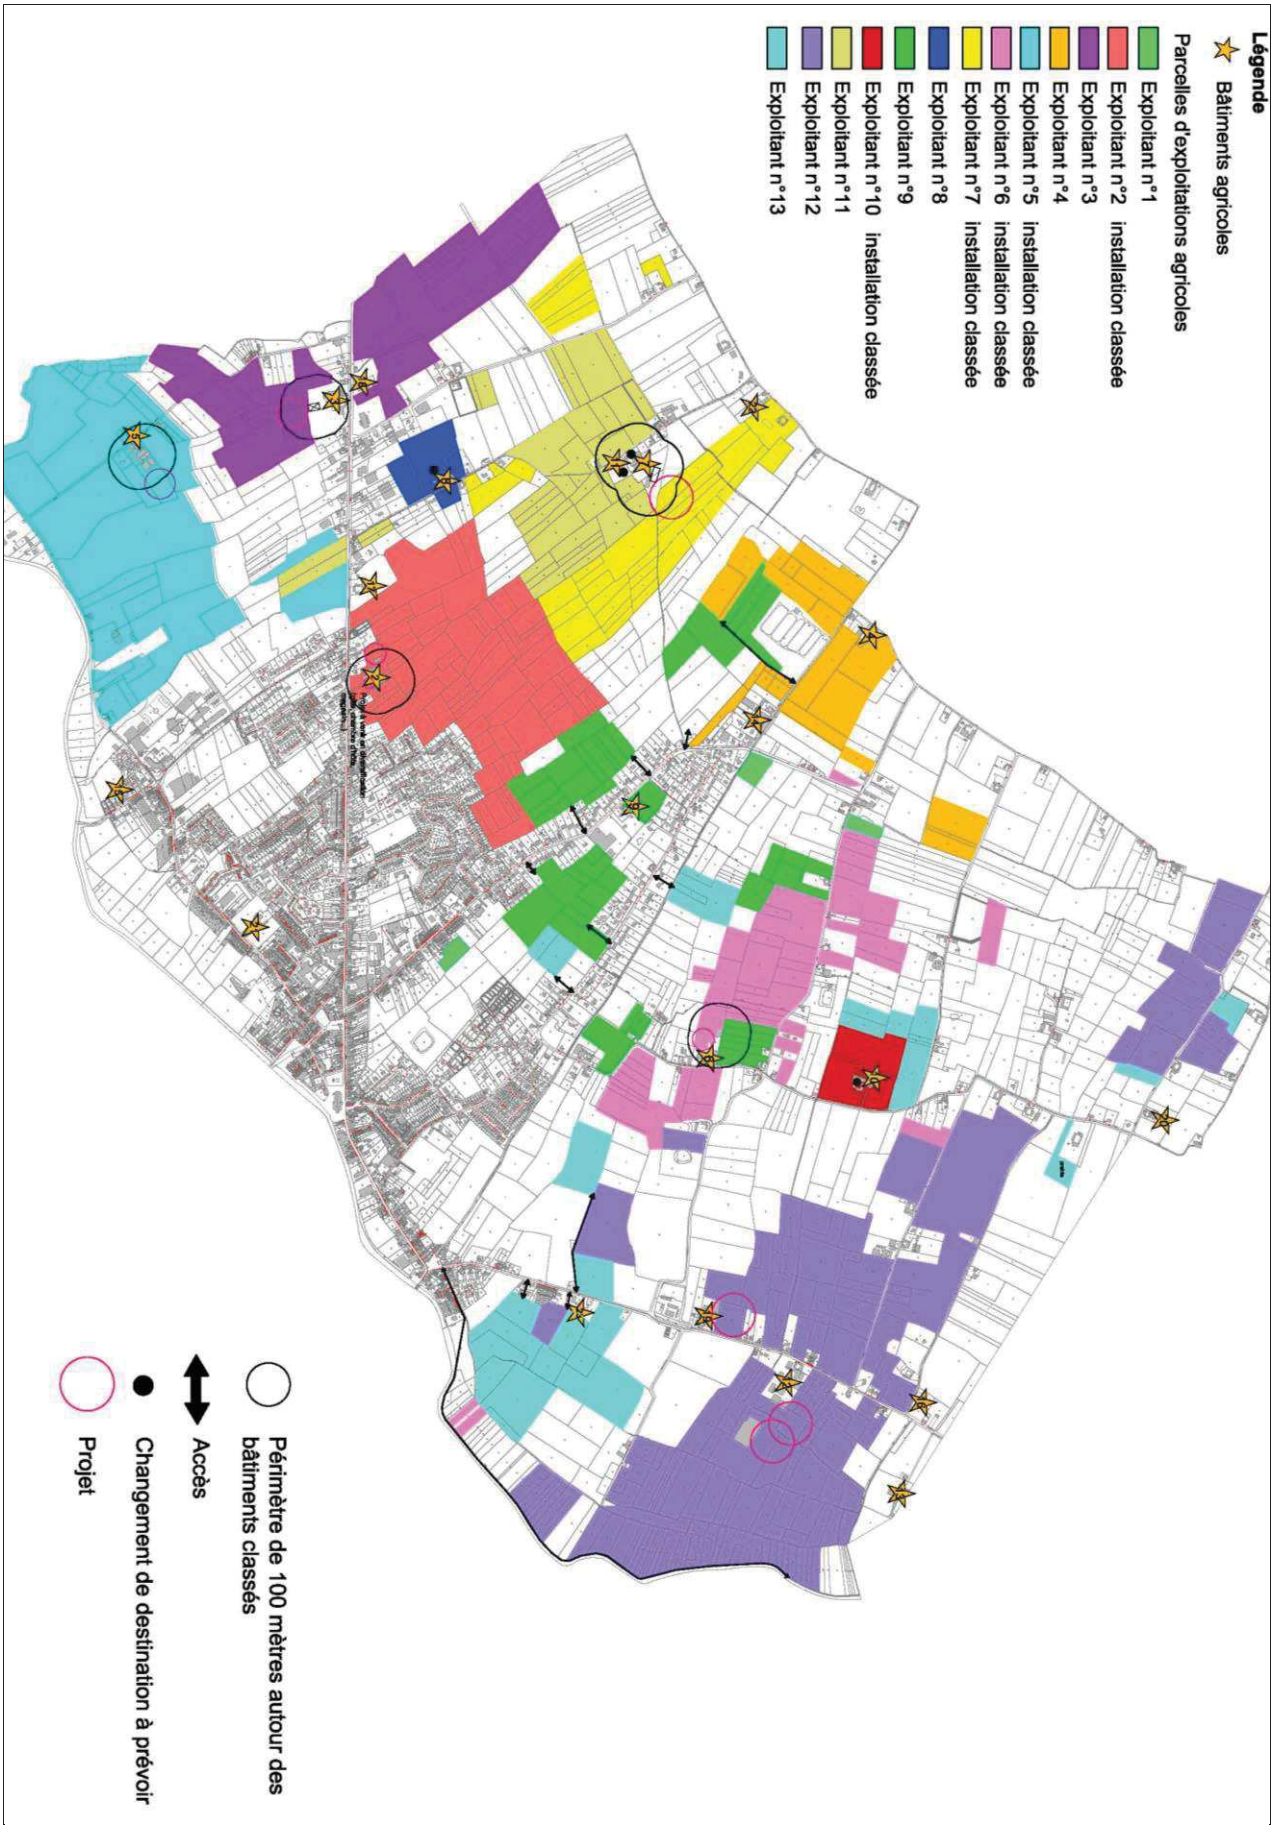 Légende
Bâtiments agricoles
Parcelles d'exploitations agricoles
Exploitant n°1
Exploitant n°2 installation classée
Exploitant n°3
Exploitant n°4
Exploitant n°5 installation classée
Exploitant n°6 installation classée
Exploitant n°7 installation classée
Exploitant n°8
Exploitant n°9
Exploitant n°10 installation classée
Exploitant n°11
Exploitant n°12
Exploitant n°13
Périmètre de 100 mètres autour des
bâtiments classés
Accès
Changement de destination à prévoir
Projet